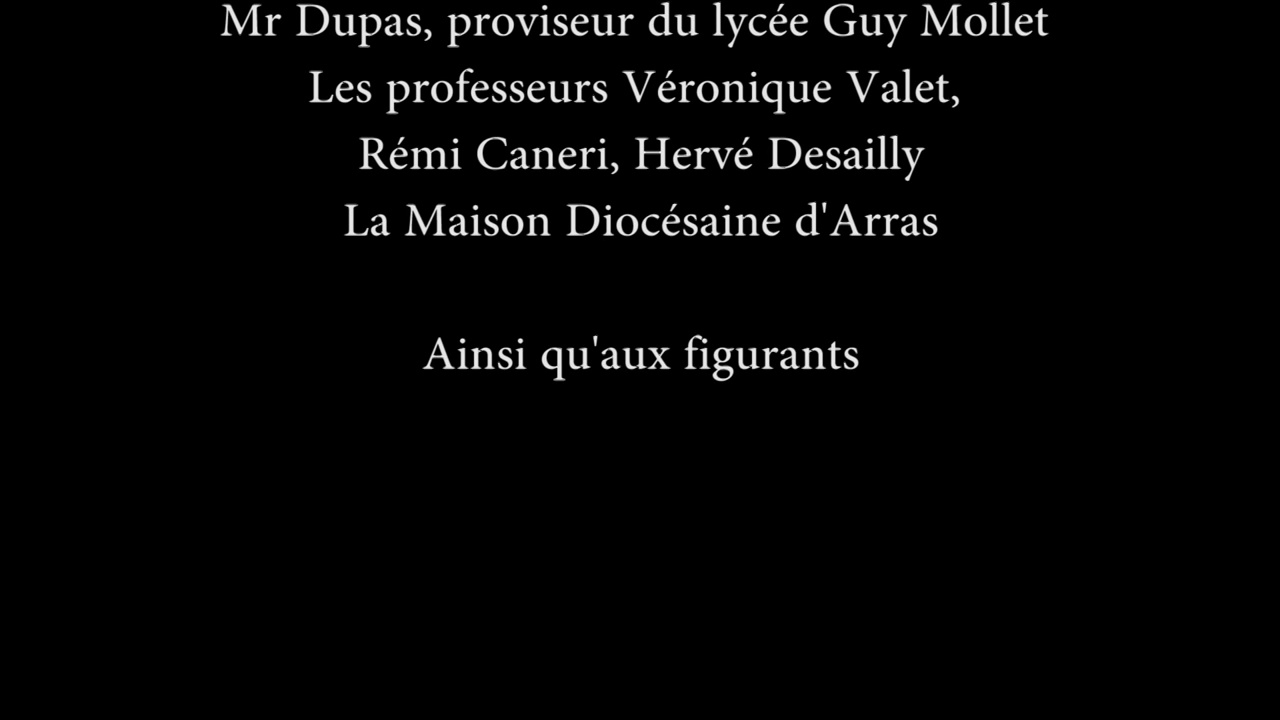 Mr Dupas, proviseur du lycée Guy Mollet
Les professeurs Véronique Valet,
Rémi Caneri, Hervé Desailly
La Maison Diocésaine d'Arras
Ainsi qu'aux figurants